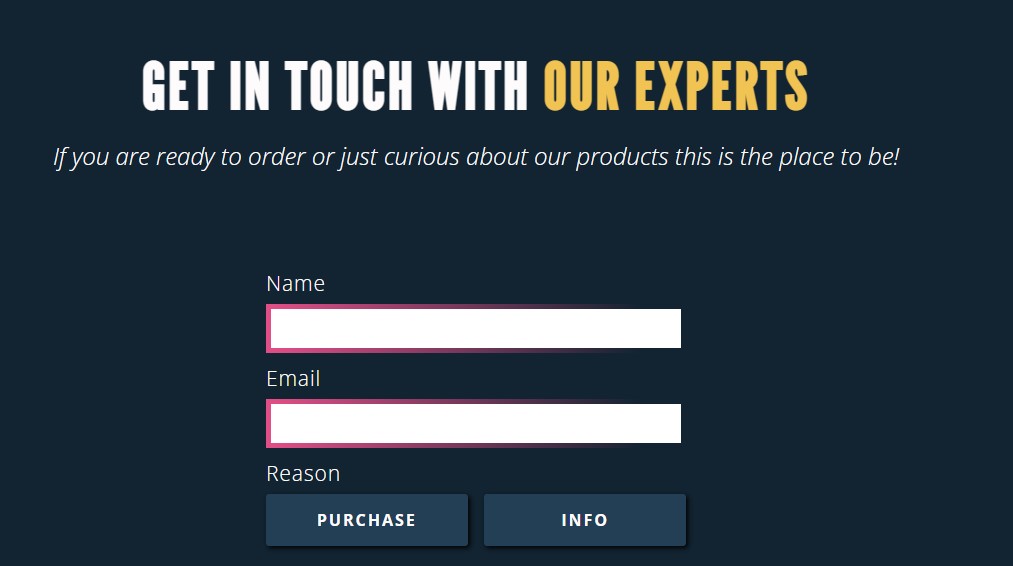 GET IN TOUCH WITH OUR EXPERTS
If you are ready to order or just curious about our products this is the place to be!
Name
Email
Reason
PURCHASE INFO